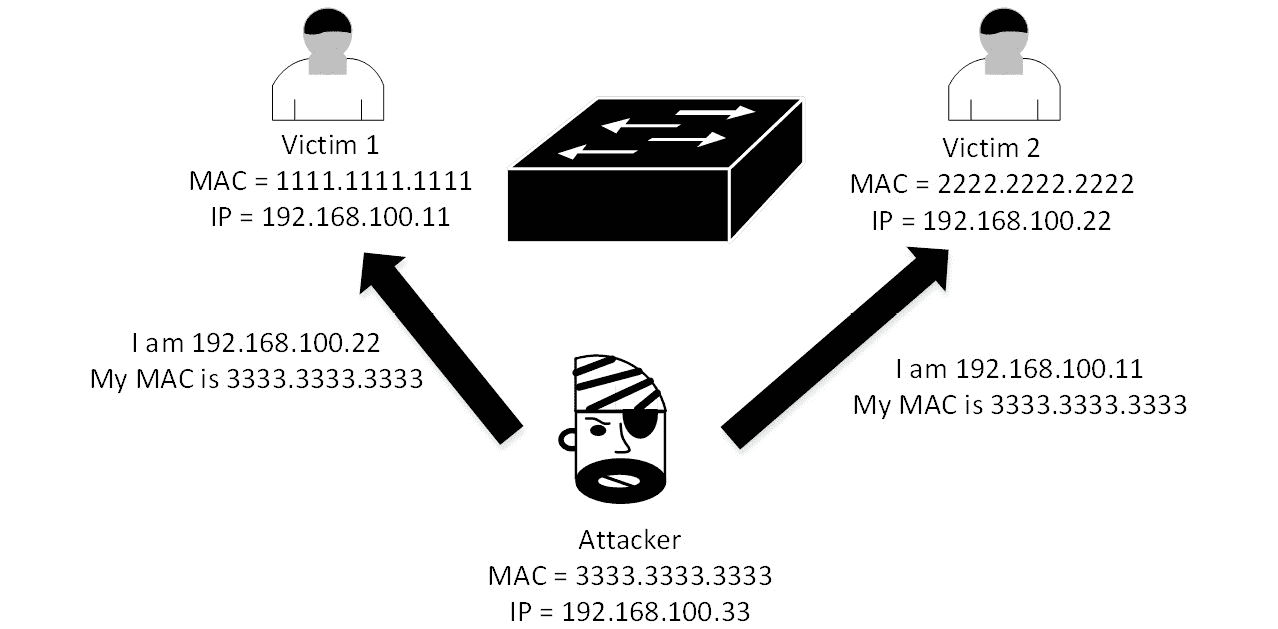 Victim 1
MAC = 1111.1111.1111
IP = 192.168.100.11
Victim 2
MAC = 2222.2222.2222
IP = 192.168.100.22
I am 192.168.100.22
My MAC is 3333.3333.3333
I am 192.168.100.11
My MAC is 3333.3333.3333
Attacker
MAC = 3333.3333.3333
IP = 192.168.100.33